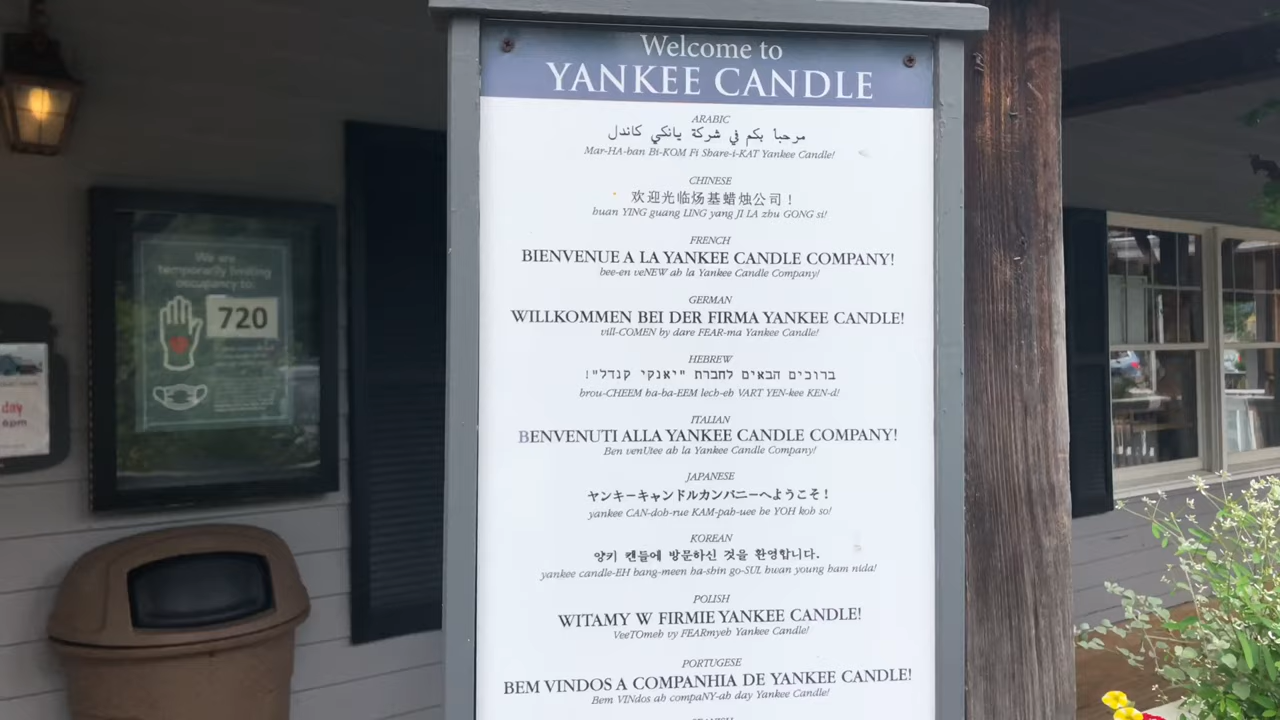 Welcome to
YANKEE CANDLE
ARABIC
مرحبا بكم في شركة يانكي كاندل
Mar-HA-ban Bi-KOM Fi Share-i-KAT Yankee Candle!
CHINESE
欢迎光临炀基蜡烛公司！
huan YING guang LING yang JI LA zhu GONG si!
FRENCH
BIENVENUE A LA YANKEE CANDLE COMPANY!
bee-en veNEW ah la Yankee Candle Company!
GERMAN
WILLKOMMEN BEI DER FIRMA YANKEE CANDLE!
vill-COMEN by dare FEAR-ma Yankee Candle!
HEBREW
ברוכים הבאים לחברת "יאנקי קנדל"!
brou-CHEEM ha-ba-EEM lech-eh VART YEN-kee KEN-d!
ITALIAN
BENVENUTI ALLA YANKEE CANDLE COMPANY!
Ben venUtee ah la Yankee Candle Company!
JAPANESE
ヤンキーキャンドルカンパニーへようこそ！
yankee CAN-doh-rue KAM-pah-uee he YOH koh so!
KOREAN
양키 캔들에 방문하신 것을 환영합니다.
yankee candle-EH bang-meen ha-shin go-SUL hwan young ham nida!
POLISH
WITAMY W FIRMIE YANKEE CANDLE!
VeeTOmeh vy FEARmyeh Yankee Candle!
PORTUGESE
BEM VINDOS A COMPANHIA DE YANKEE CANDLE!
Bem VINdos ah compaNY-ah day Yankee Candle!
SPANISH
We are
temporarily limiting
occupancy to:
720
day
6pm